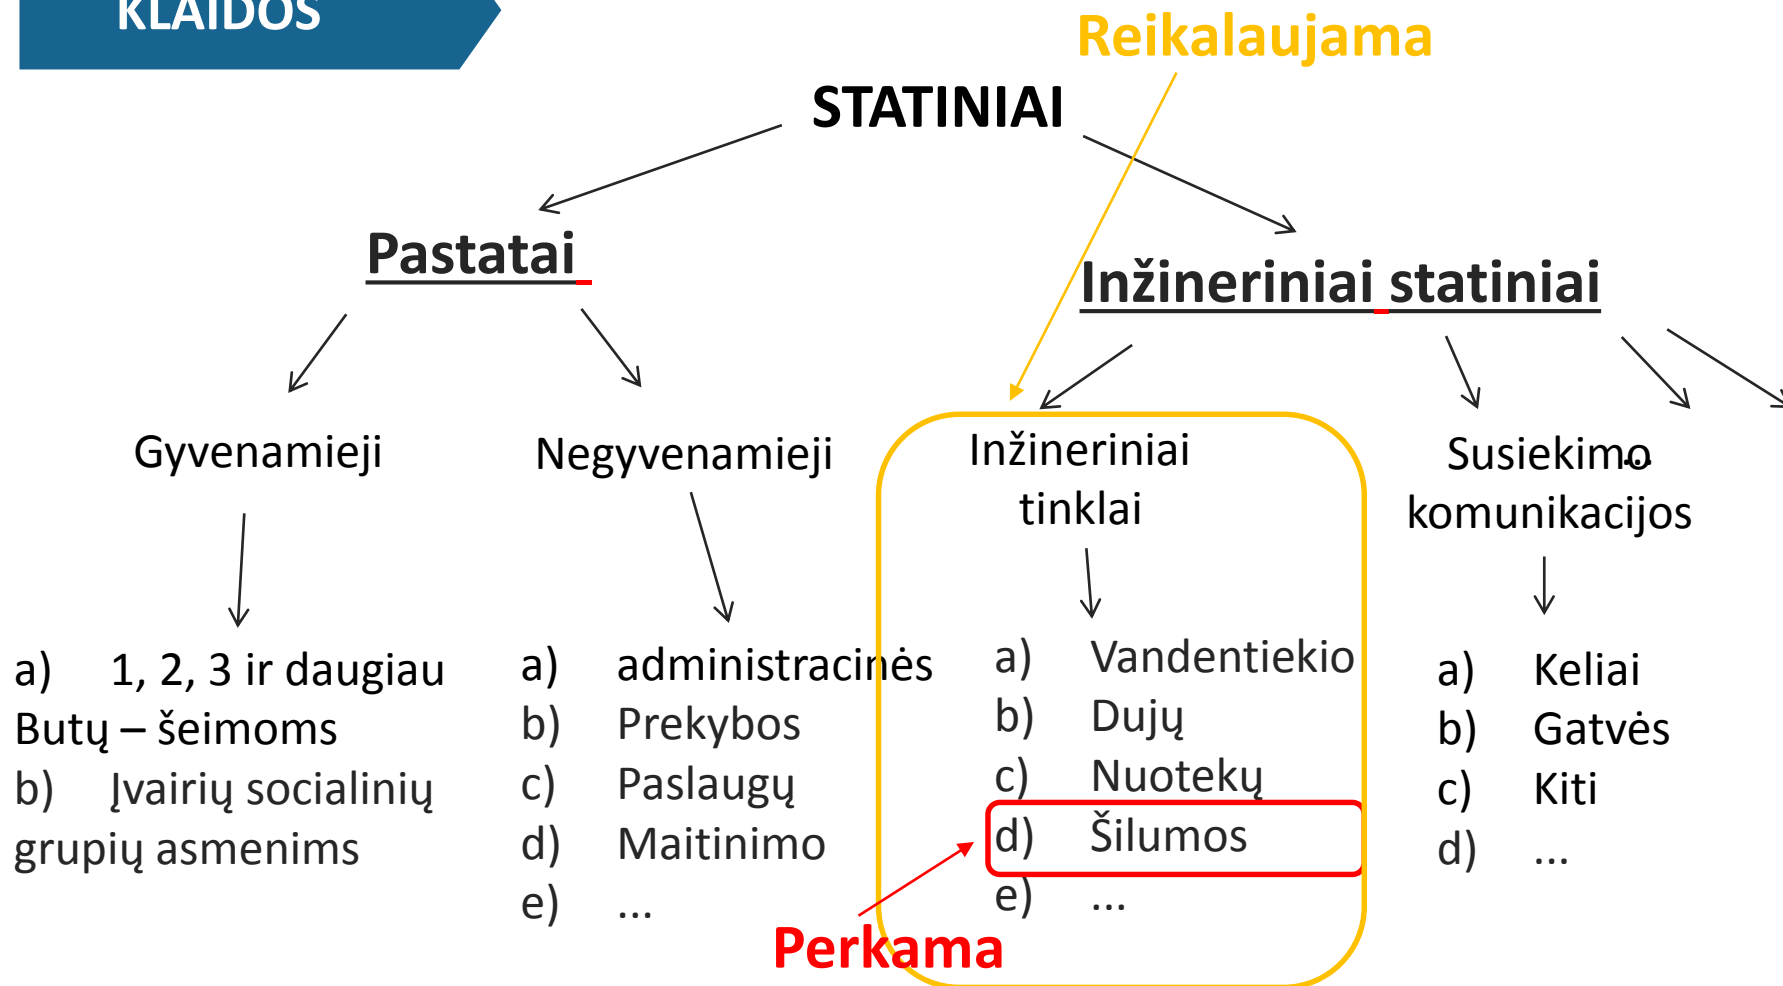 KLAIDOS
Reikalaujama
STATINIAI
Pastatai
Inžineriniai statiniai
Gyvenamieji
Negyvenamieji
Inžineriniai
tinklai
Susiekimo
...
komunikacijos
a) 1, 2, 3 ir daugiau
Butų – šeimoms
b) Įvairių socialinių
grupių asmenims
a) administracinės
b) Prekybos
c) Paslaugų
d) Maitinimo
e) ...
a) Vandentiekio
b) Dujų
c) Nuotekų
d) Šilumos
e) ...
a) Keliai
b) Gatvės
c) Kiti
d) ...
Perkama